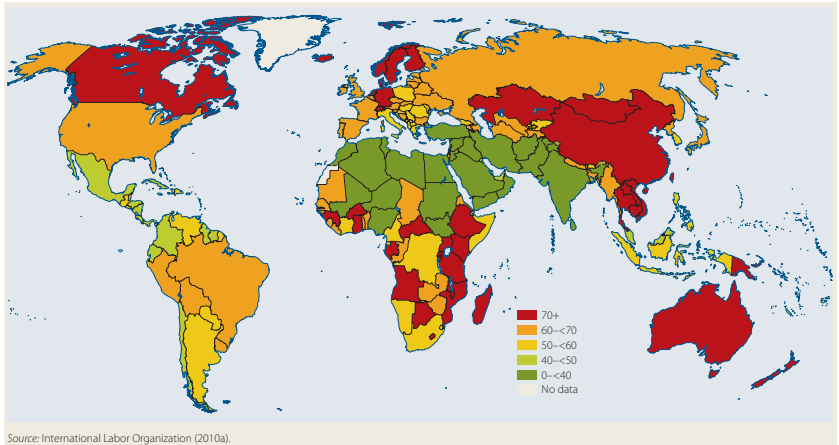 70+
60–<70
50–<60
40–<50
0–<40
No data
Source: International Labor Organization (2010a).